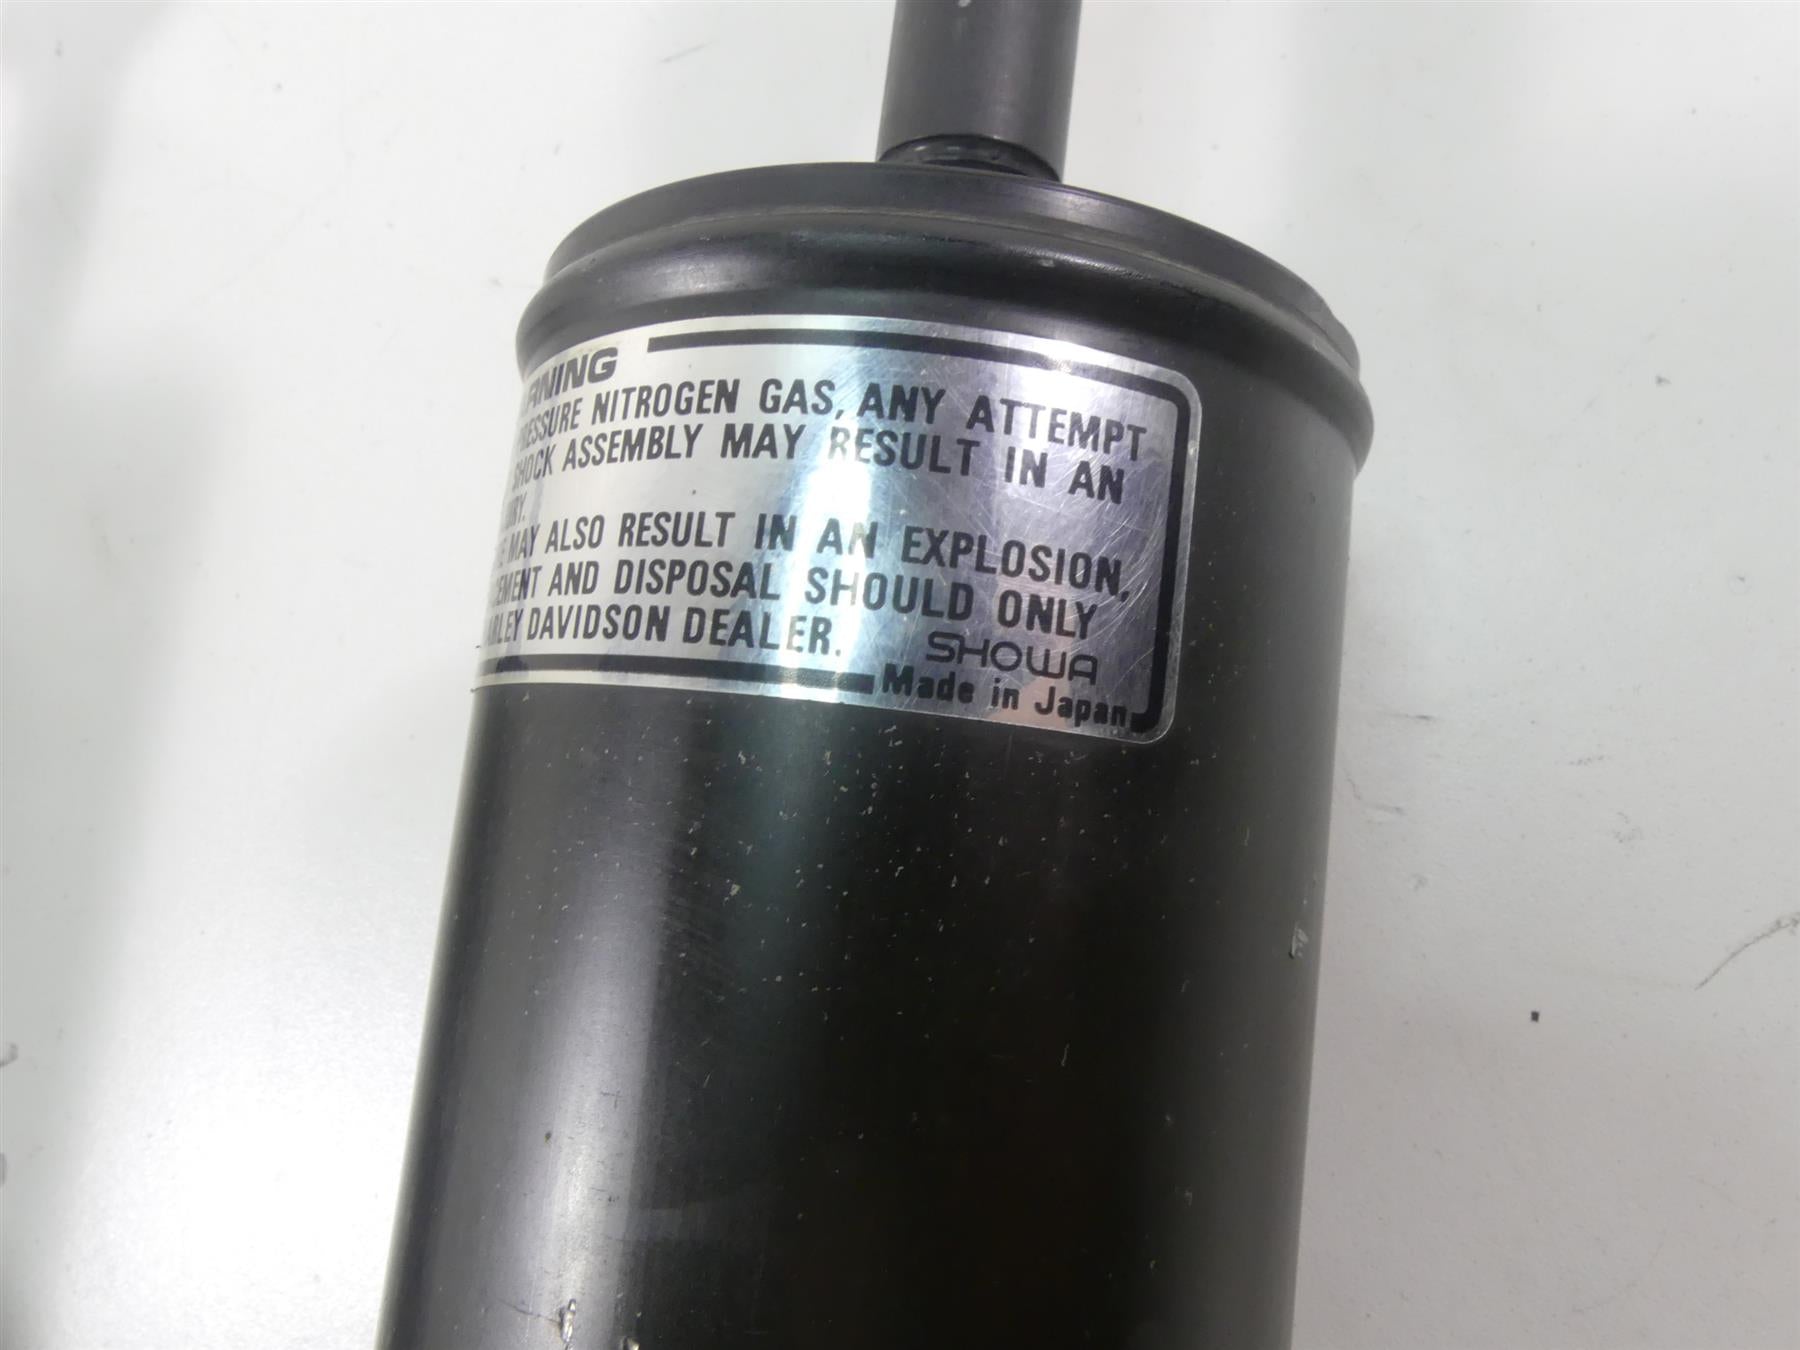 WARNING
PRESSURE NITROGEN GAS, ANY ATTEMPT
SHOCK ASSEMBLY MAY RESULT IN AN
MAY ALSO RESULT IN AN EXPLOSION,
AND DISPOSAL SHOULD ONLY
HARLEY DAVIDSON DEALER.
SHOWA
Made in Japan